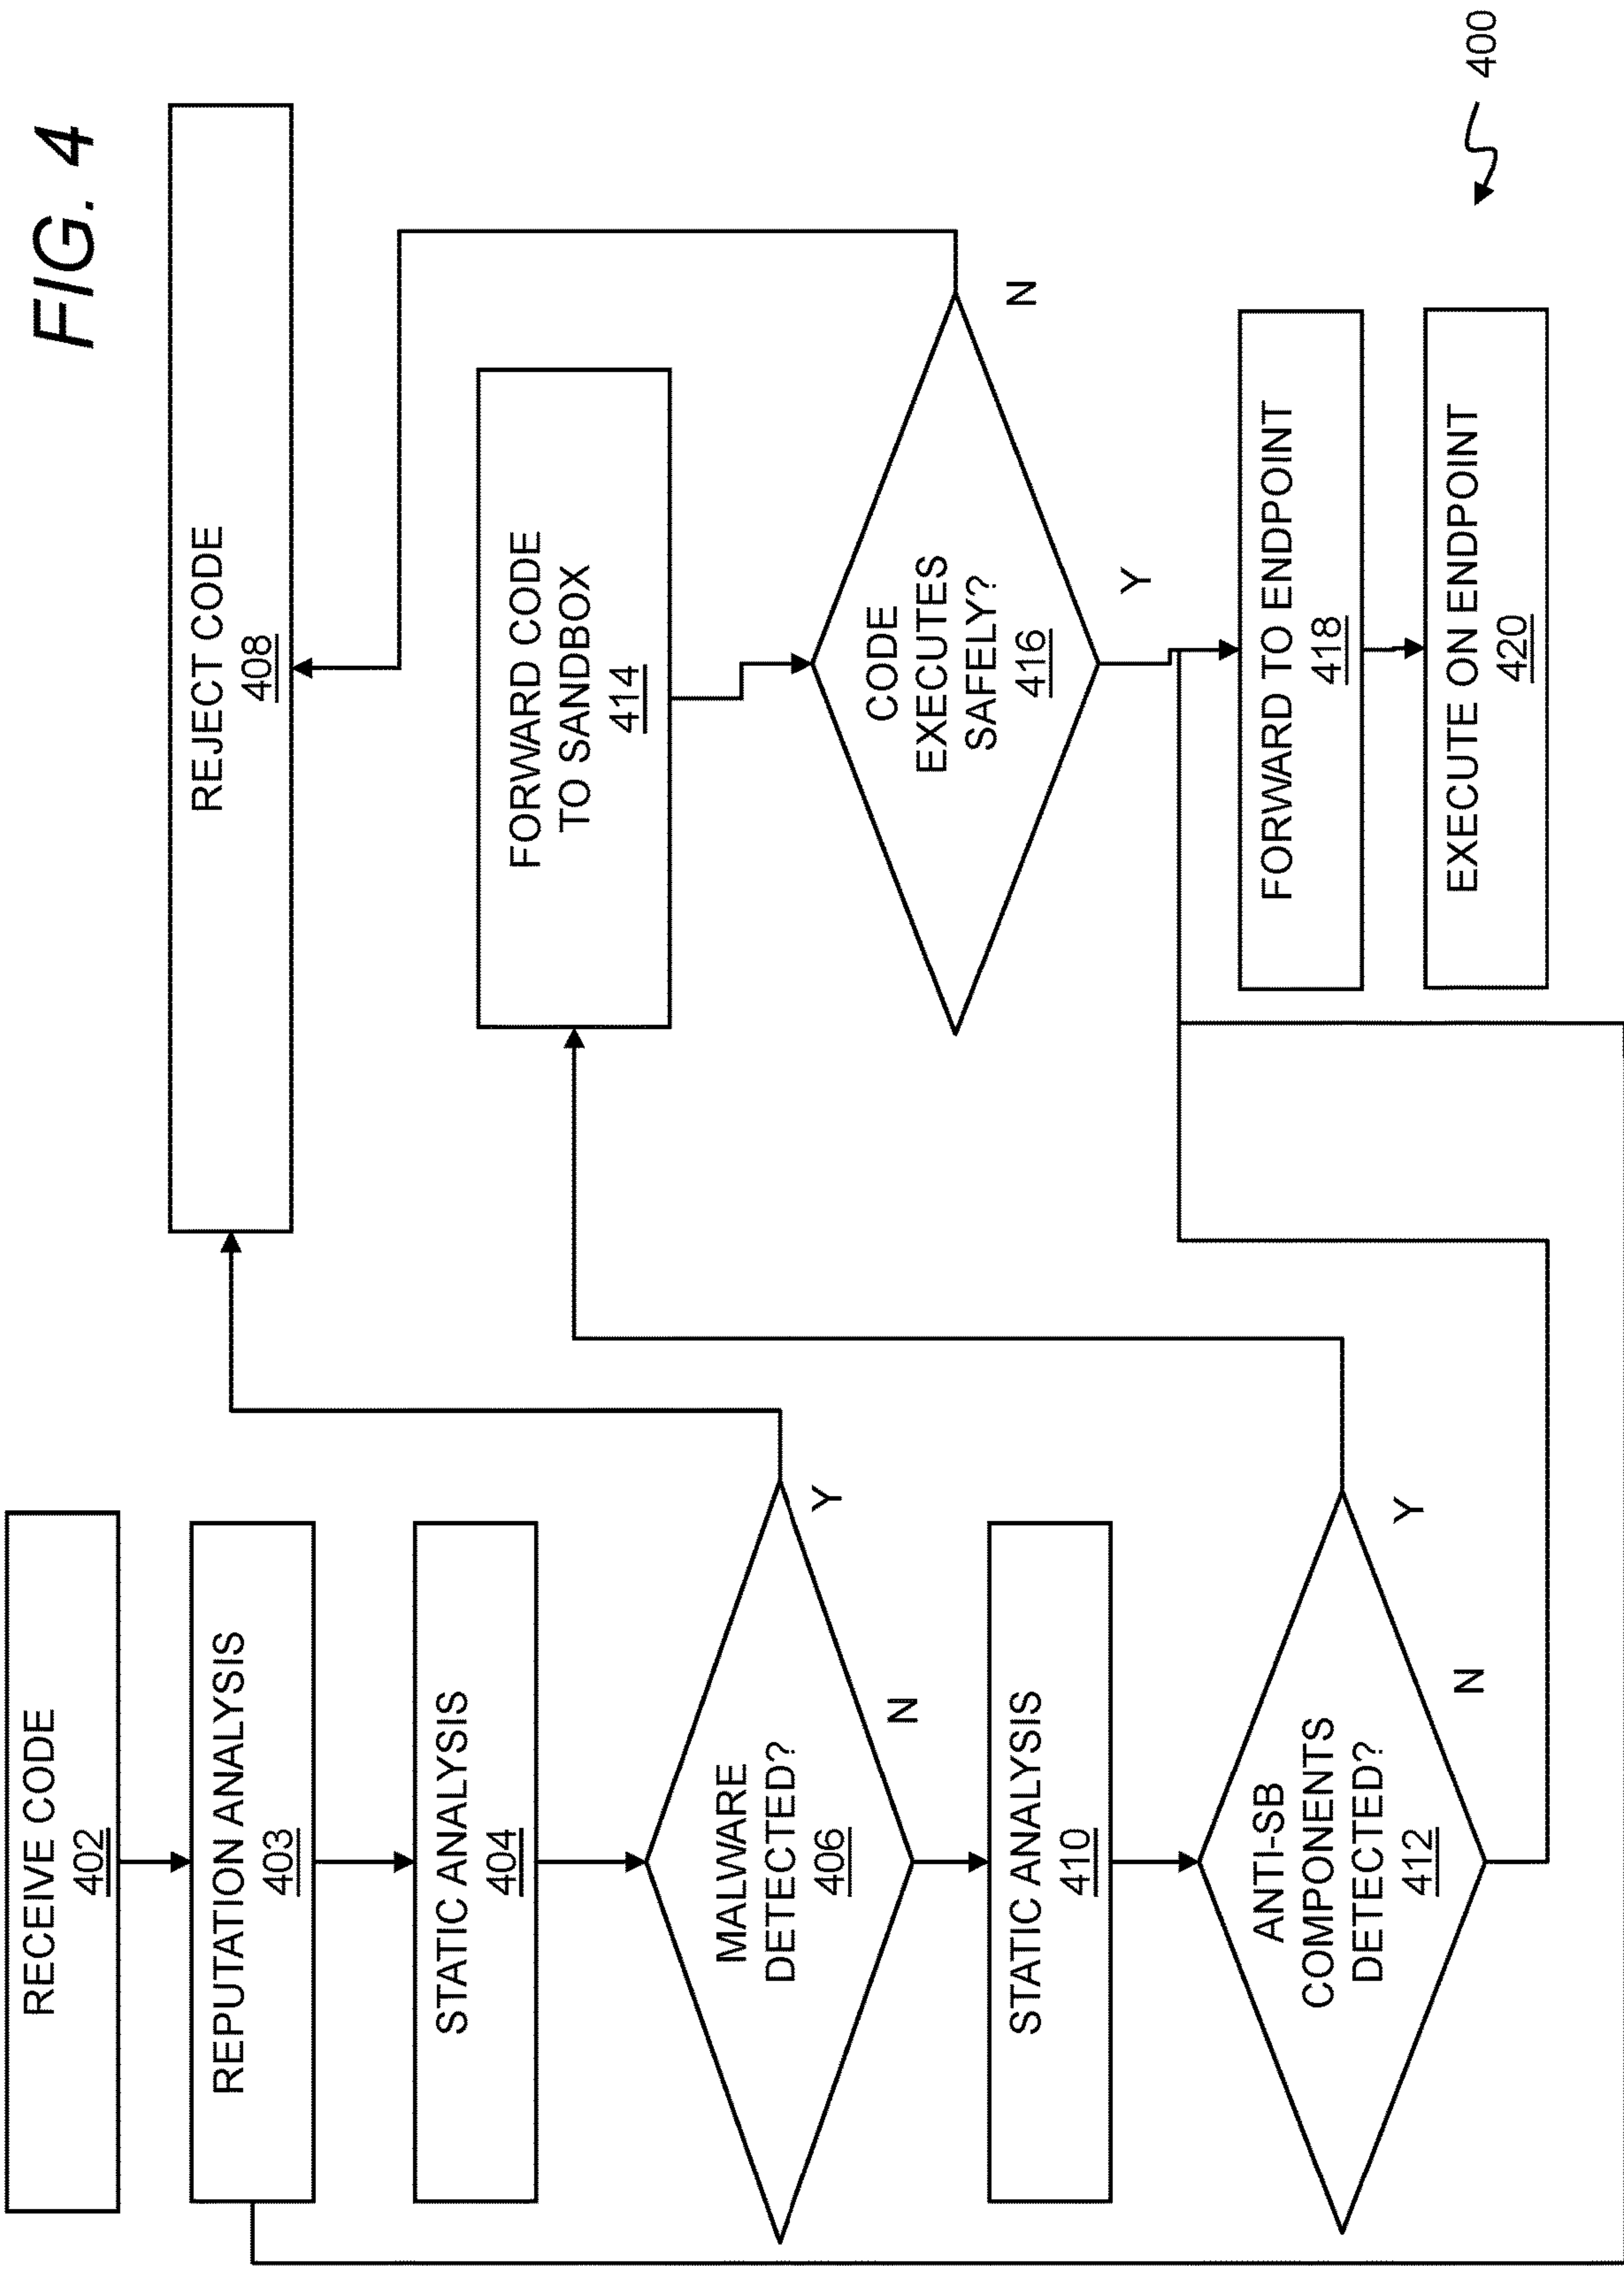 FIG. 4
RECEIVE CODE
402
REPUTATION ANALYSIS
403
STATIC ANALYSIS
404
MALWARE
DETECTED?
406
Y
N
STATIC ANALYSIS
410
ANTI-SB
COMPONENTS
DETECTED?
412
Y
N
REJECT CODE
408
FORWARD CODE
TO SANDBOX
414
CODE
EXECUTES
SAFELY?
416
N
Y
FORWARD TO ENDPOINT
418
EXECUTE ON ENDPOINT
420
400